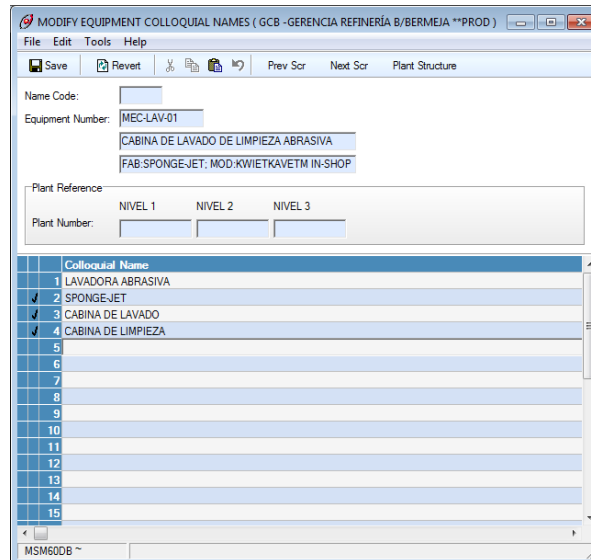 MODIFY EQUIPMENT COLLOQUIAL NAMES ( GCB -GERENCIA REFINERÍA B/BERMEJA **PROD )
File Edit Tools Help
Save Revert Prev Scr Next Scr Plant Structure
Name Code:
Equipment Number: MEC-LAV-01
CABINA DE LAVADO DE LIMPIEZA ABRASIVA
FAB:SPONGE-JET; MOD:KWIETKAVETM IN-SHOP
Plant Reference
NIVEL 1 NIVEL 2 NIVEL 3
Plant Number:
Colloquial Name
1 LAVADORA ABRASIVA
2 SPONGE-JET
3 CABINA DE LAVADO
4 CABINA DE LIMPIEZA
5
6
7
8
9
10
11
12
13
14
15
MSM60DB ~